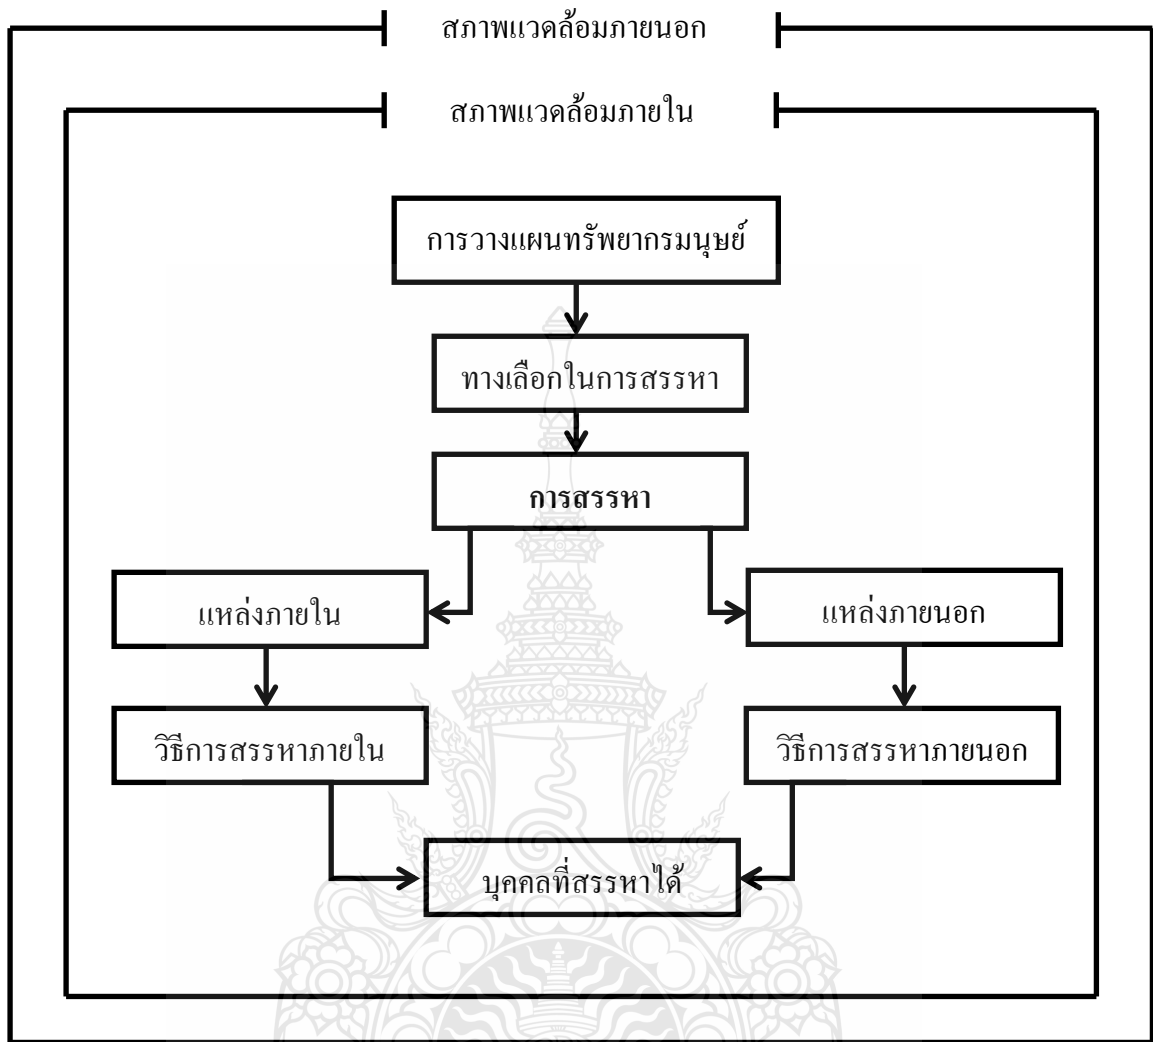 สภาพแวดล้อมภายนอก
สภาพแวดล้อมภายใน
การวางแผนทรัพยากรมนุษย์
ทางเลือกในการสรรหา
การสรรหา
แหล่งภายใน
แหล่งภายนอก
วิธีการสรรหาภายใน
วิธีการสรรหาภายนอก
บุคคลที่สรรหาได้